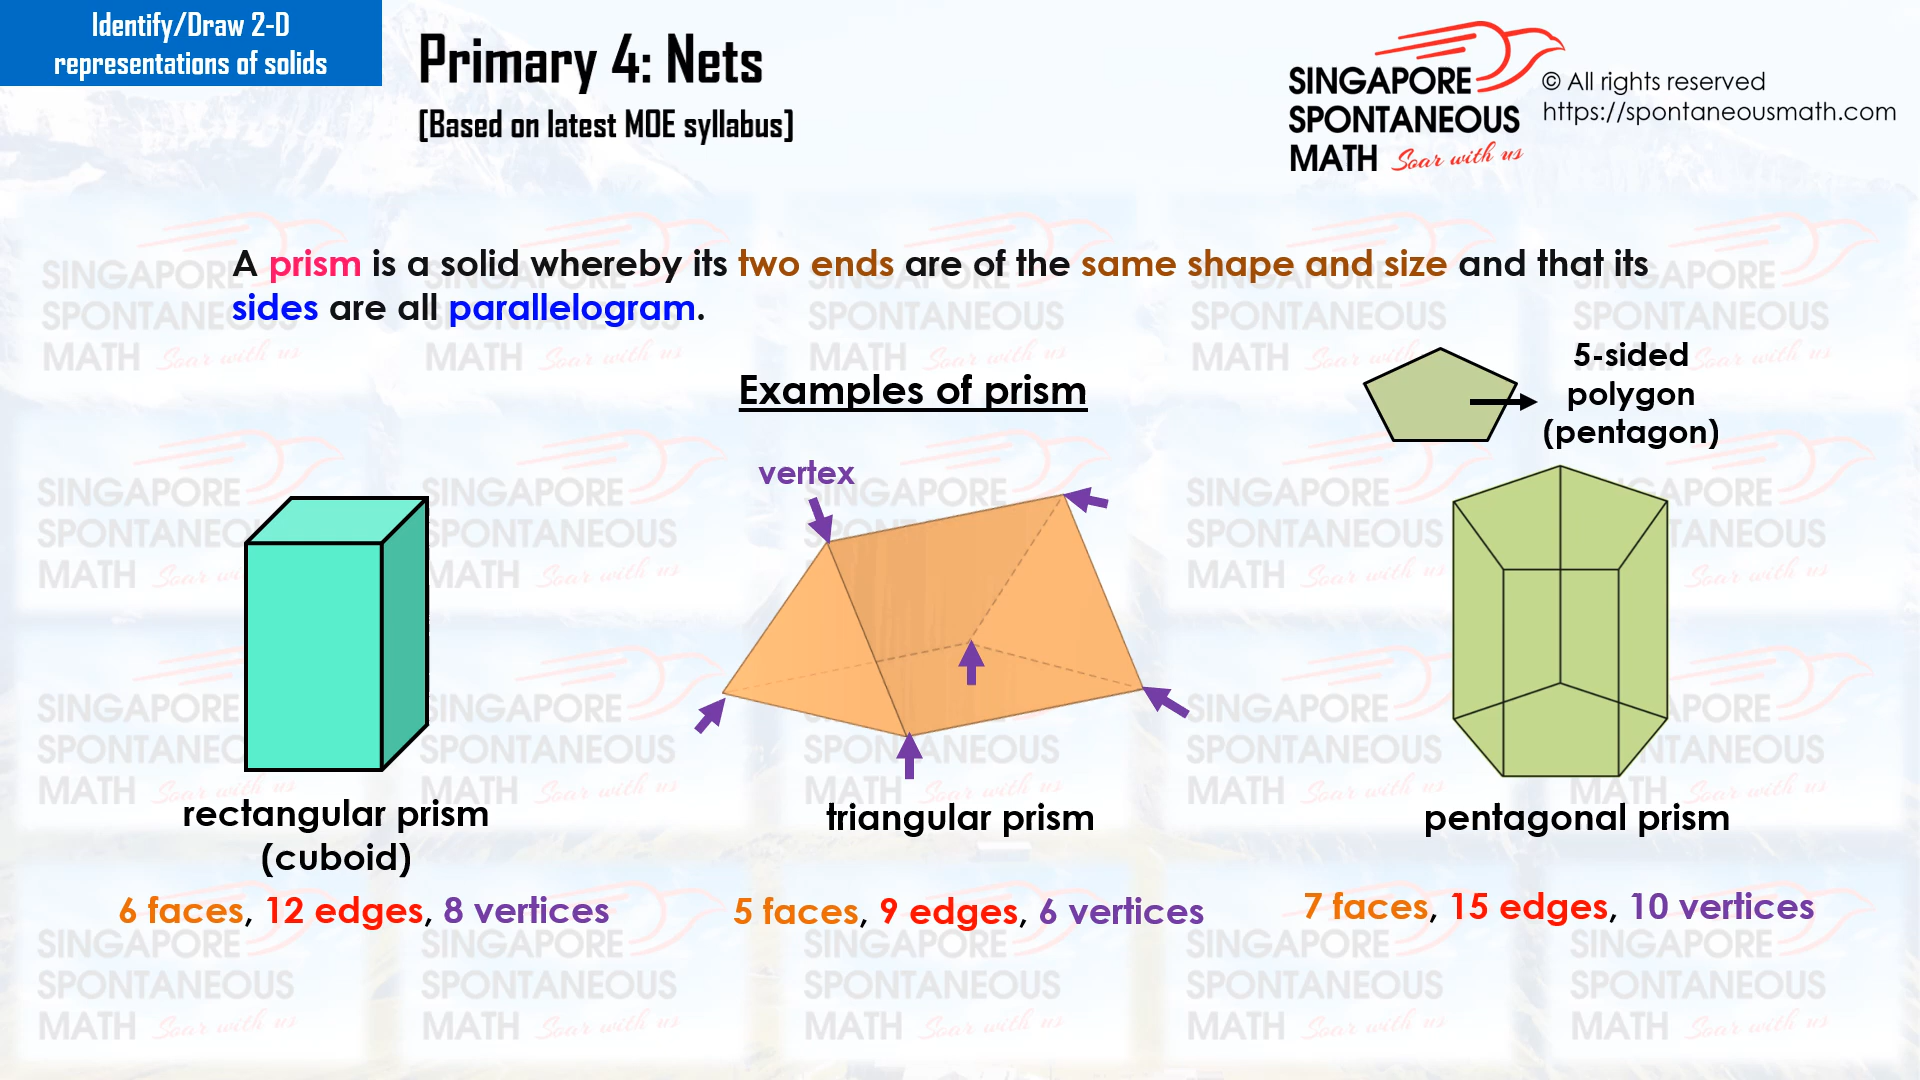 Identify/Draw 2-D
representations of solids
Primary 4: Nets
[Based on latest MOE syllabus]
SINGAPORE
SPONTANEOUS
MATH Soar with us
© All rights reserved
https://spontaneousmath.com
A prism is a solid whereby its two ends are of the same shape and size and that its
sides are all parallelogram.
Examples of prism
5-sided
polygon
(pentagon)
vertex
rectangular prism
(cuboid)
6 faces, 12 edges, 8 vertices
triangular prism
5 faces, 9 edges, 6 vertices
pentagonal prism
7 faces, 15 edges, 10 vertices